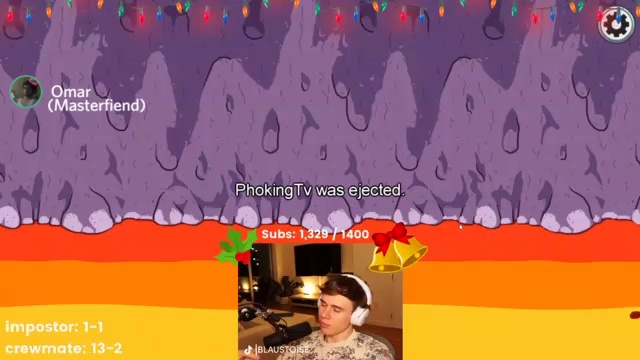 Omar
(Masterfiend)
PhokingTv was ejected.
Subs: 1,329 / 1400
BLAUSTOISE
impostor: 1-1
crewmate: 13-2